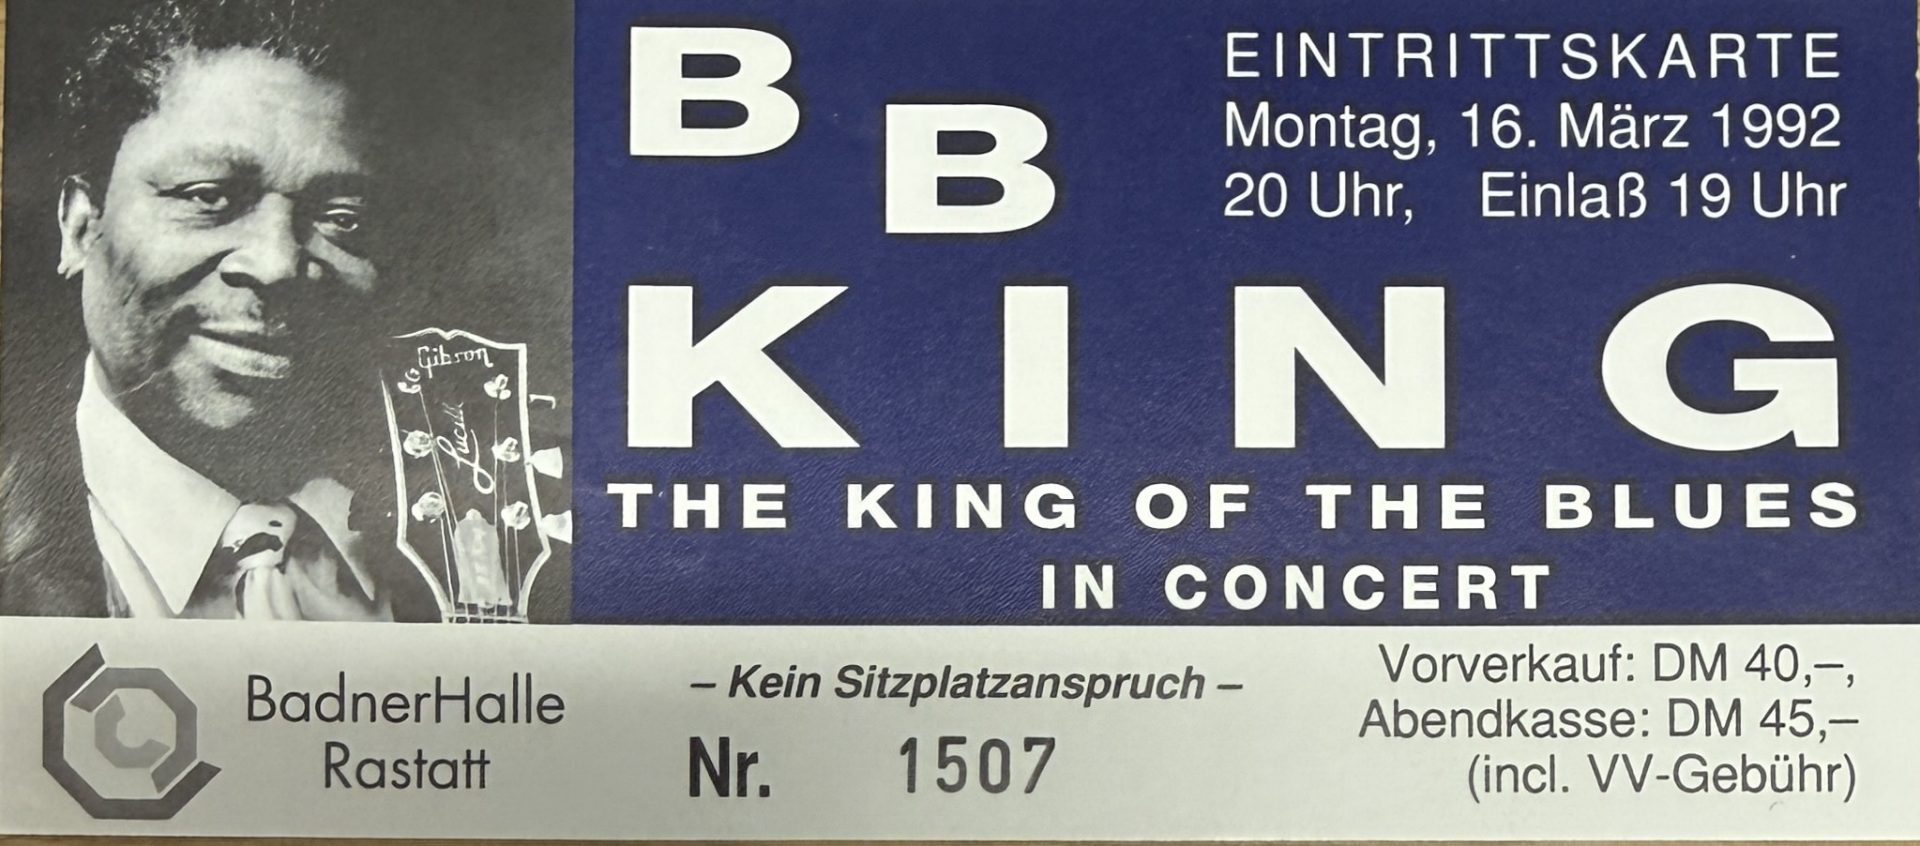 B B
KING
THE KING OF THE BLUES
IN CONCERT
EINTRITTSKARTE
Montag, 16. März 1992
20 Uhr, Einlaß 19 Uhr
Gibson
Lucille
BadnerHalle
Rastatt
– Kein Sitzplatzanspruch –
Nr. 1507
Vorverkauf: DM 40,–,
Abendkasse: DM 45,–
(incl. VV-Gebühr)